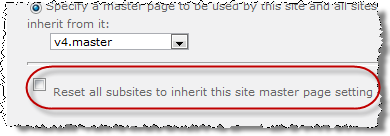 Specify a master page to be used by this site and all sites
inherit from it:
v4.master
Reset all subsites to inherit this site master page setting